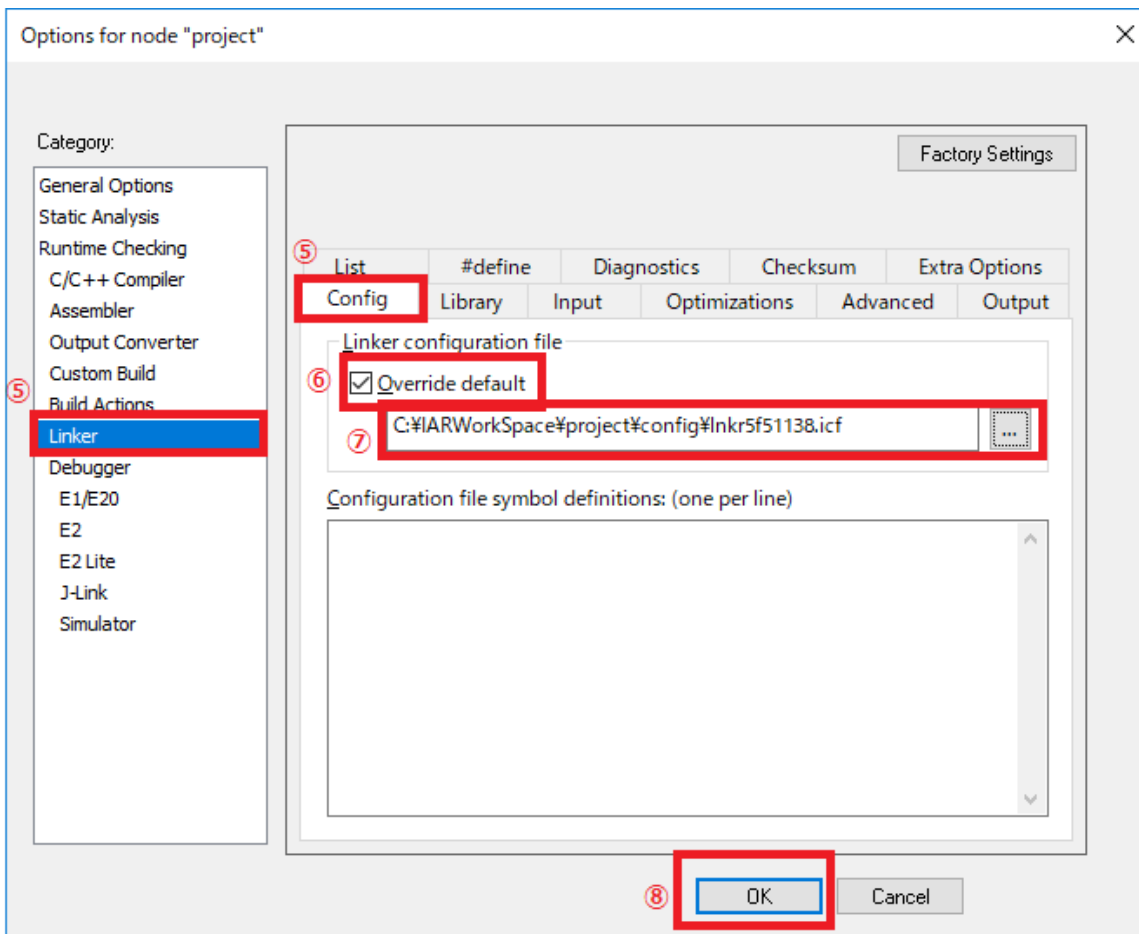 Options for node "project"
Category:
General Options
Static Analysis
Runtime Checking
C/C++ Compiler
Assembler
Output Converter
Custom Build
Build Actions
⑤
Linker
Debugger
E1/E20
E2
E2 Lite
J-Link
Simulator
Factory Settings
⑤
List #define Diagnostics Checksum Extra Options
Config Library Input Optimizations Advanced Output
Linker configuration file
⑥ Override default
⑦ C:¥IARWorkSpace¥project¥config¥lnkr5f51138.icf ...
Configuration file symbol definitions: (one per line)
⑧ OK Cancel